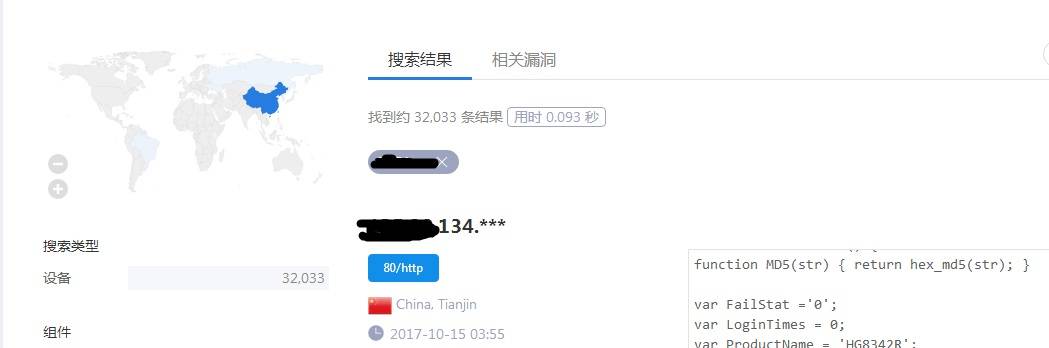 搜索结果 相关漏洞
找到约 32,033 条结果 用时 0.093 秒
134.***
搜索类型
设备 32,033
组件
80/http
China, Tianjin
2017-10-15 03:55
function MD5(str) { return hex_md5(str); }
var FailStat ='0';
var LoginTimes = 0;
var ProductName = 'HG8342R';